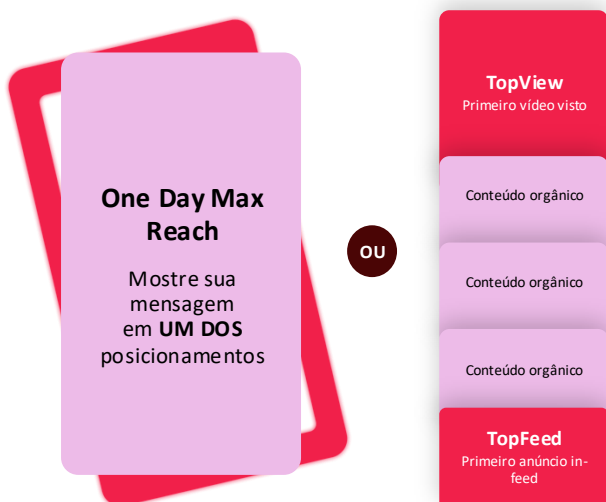 One Day Max
Reach
Mostre sua
mensagem
em UM DOS
posicionamentos
OU
TopView
Primeiro vídeo visto
Conteúdo orgânico
Conteúdo orgânico
Conteúdo orgânico
TopFeed
Primeiro anúncio in-
feed